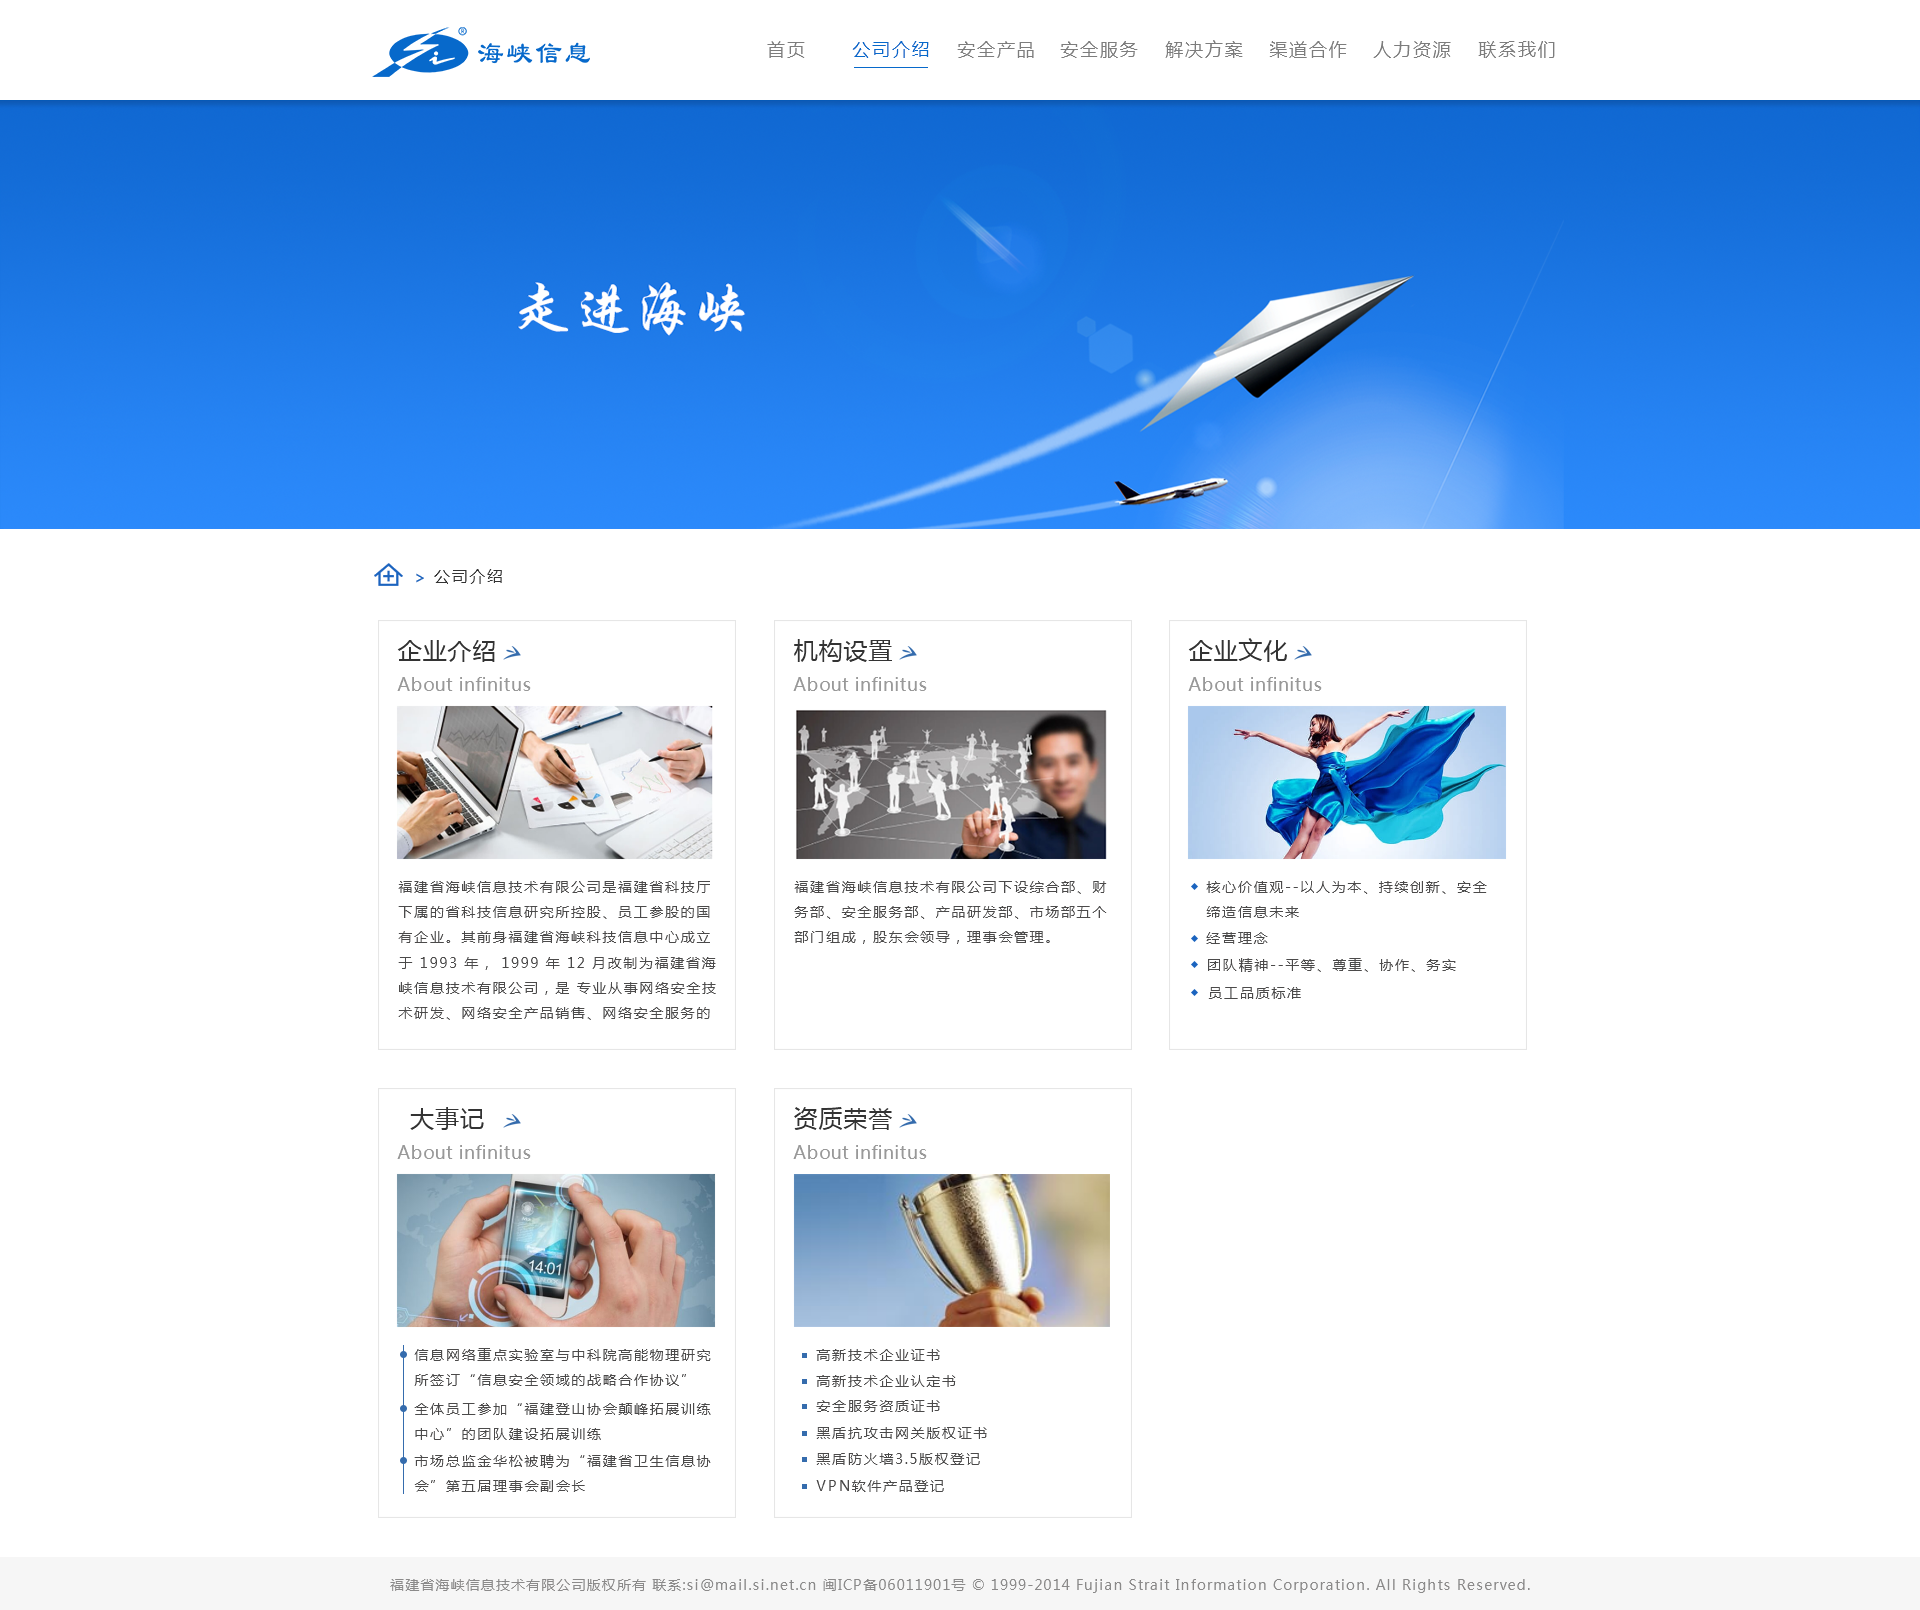 海峡信息 ®
首页 公司介绍 安全产品 安全服务 解决方案 渠道合作 人力资源 联系我们
走进海峡
> 公司介绍
企业介绍
About infinitus
福建省海峡信息技术有限公司是福建省科技厅
下属的省科技信息研究所控股、员工参股的国
有企业。其前身福建省海峡科技信息中心成立
于 1993 年， 1999 年 12 月改制为福建省海
峡信息技术有限公司，是 专业从事网络安全技
术研发、网络安全产品销售、网络安全服务的
机构设置
About infinitus
福建省海峡信息技术有限公司下设综合部、财
务部、安全服务部、产品研发部、市场部五个
部门组成，股东会领导，理事会管理。
企业文化
About infinitus
核心价值观--以人为本、持续创新、安全
缔造信息未来
经营理念
团队精神--平等、尊重、协作、务实
员工品质标准
大事记
About infinitus
14:01
信息网络重点实验室与中科院高能物理研究
所签订“信息安全领域的战略合作协议”
全体员工参加“福建登山协会颠峰拓展训练
中心”的团队建设拓展训练
市场总监金华松被聘为“福建省卫生信息协
会”第五届理事会副会长
资质荣誉
About infinitus
高新技术企业证书
高新技术企业认定书
安全服务资质证书
黑盾抗攻击网关版权证书
黑盾防火墙3.5版权登记
VPN软件产品登记
福建省海峡信息技术有限公司版权所有 联系:si@mail.si.net.cn 闽ICP备06011901号 © 1999-2014 Fujian Strait Information Corporation. All Rights Reserved.